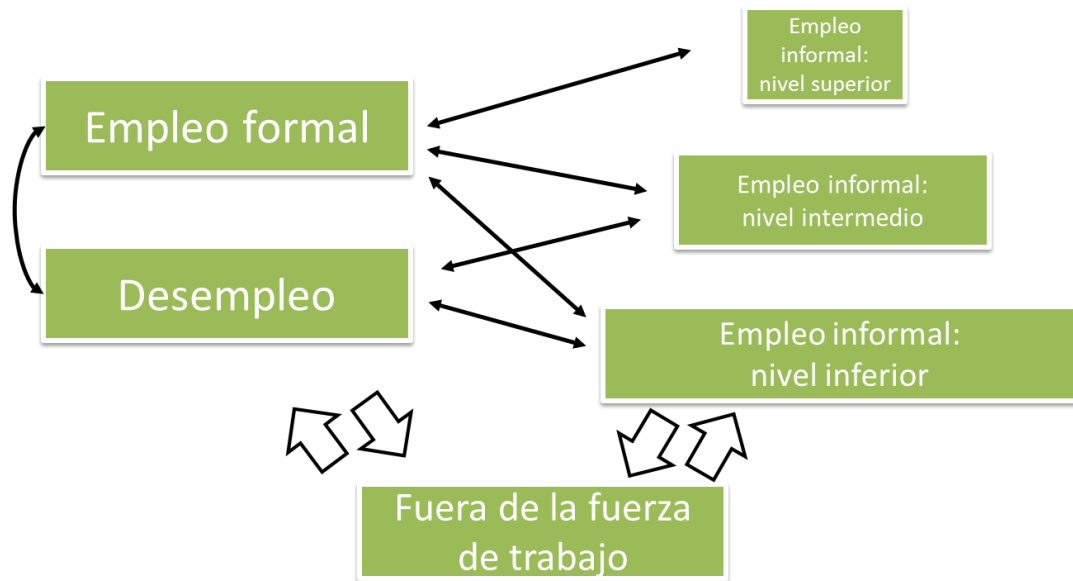 Empleo formal
Desempleo
Empleo
informal:
nivel superior
Empleo informal:
nivel intermedio
Empleo informal:
nivel inferior
Fuera de la fuerza
de trabajo